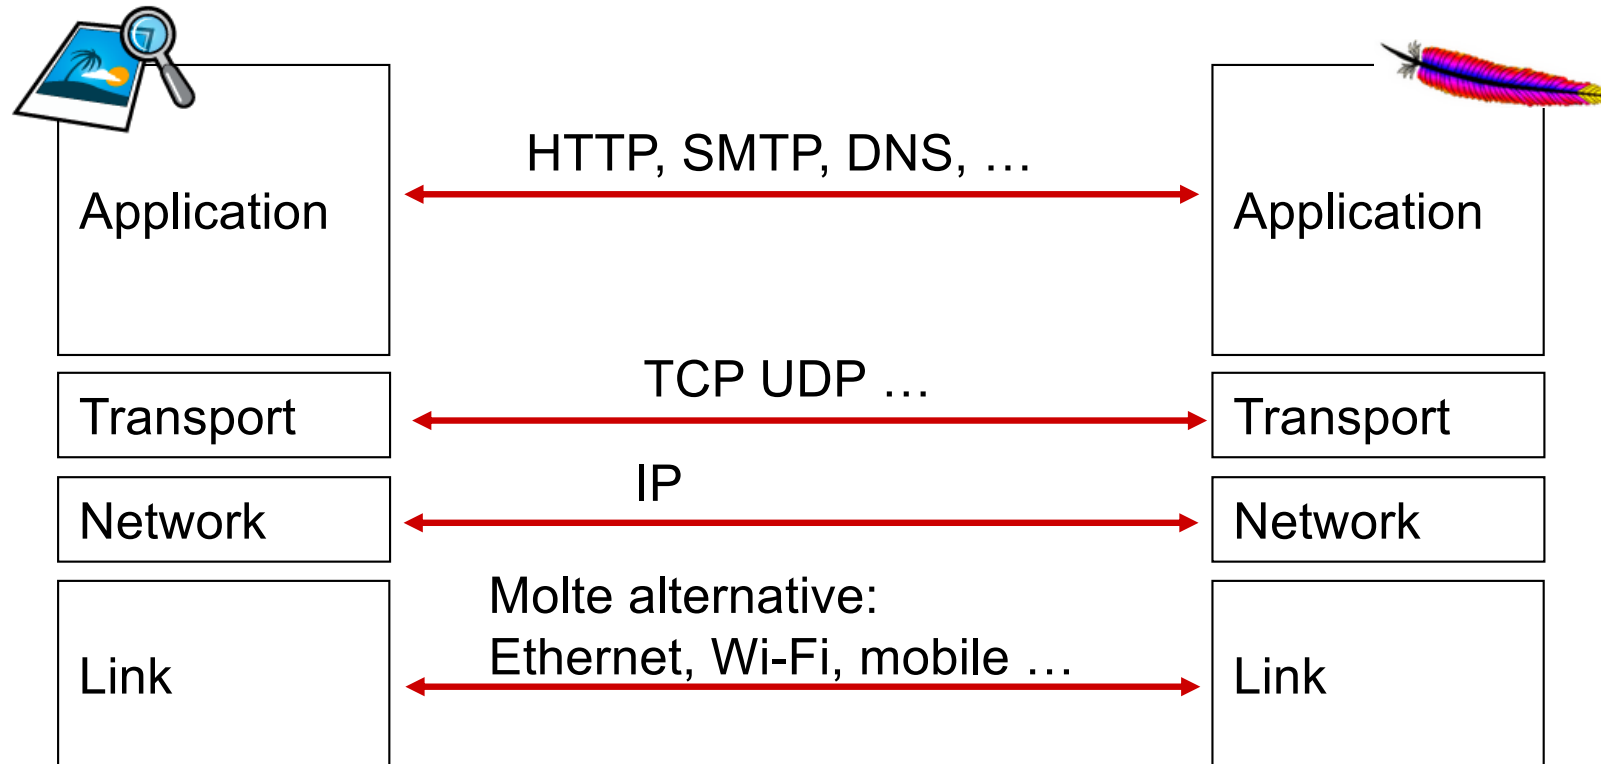 HTTP, SMTP, DNS, …
Application
Application
TCP UDP …
Transport
Transport
IP
Network
Network
Molte alternative:
Ethernet, Wi-Fi, mobile …
Link
Link